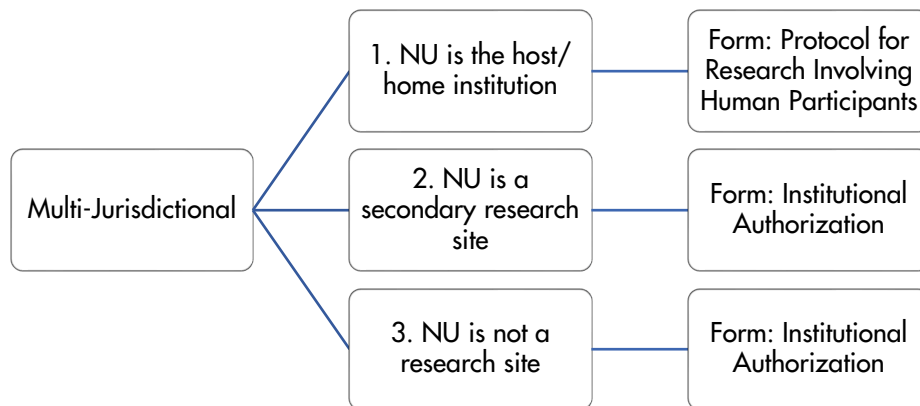 Multi-Jurisdictional
1. NU is the host/
home institution
Form: Protocol for
Research Involving
Human Participants
2. NU is a
secondary research
site
Form: Institutional
Authorization
3. NU is not a
research site
Form: Institutional
Authorization